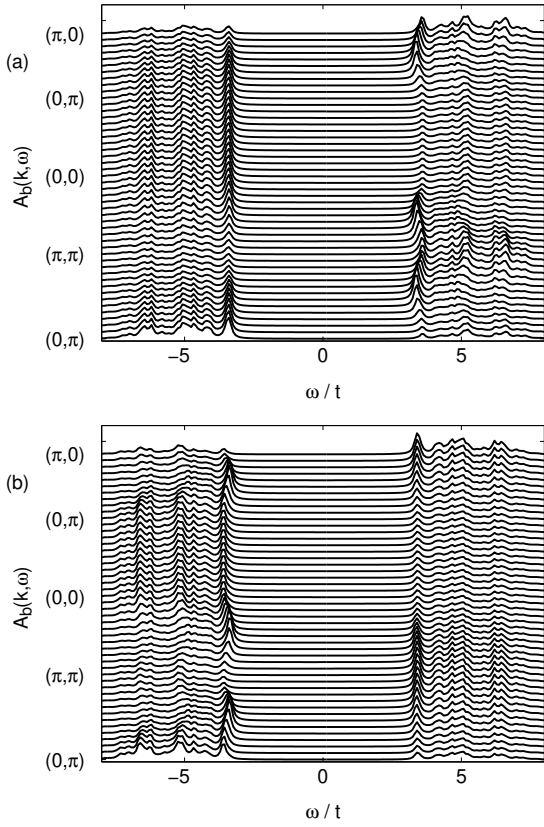 (π,0)
(a)
(0,π)
A_b(k,ω)
(0,0)
(π,π)
(0,π)
−5 0 5
ω / t
(π,0)
(b)
(0,π)
A_b(k,ω)
(0,0)
(π,π)
(0,π)
−5 0 5
ω / t